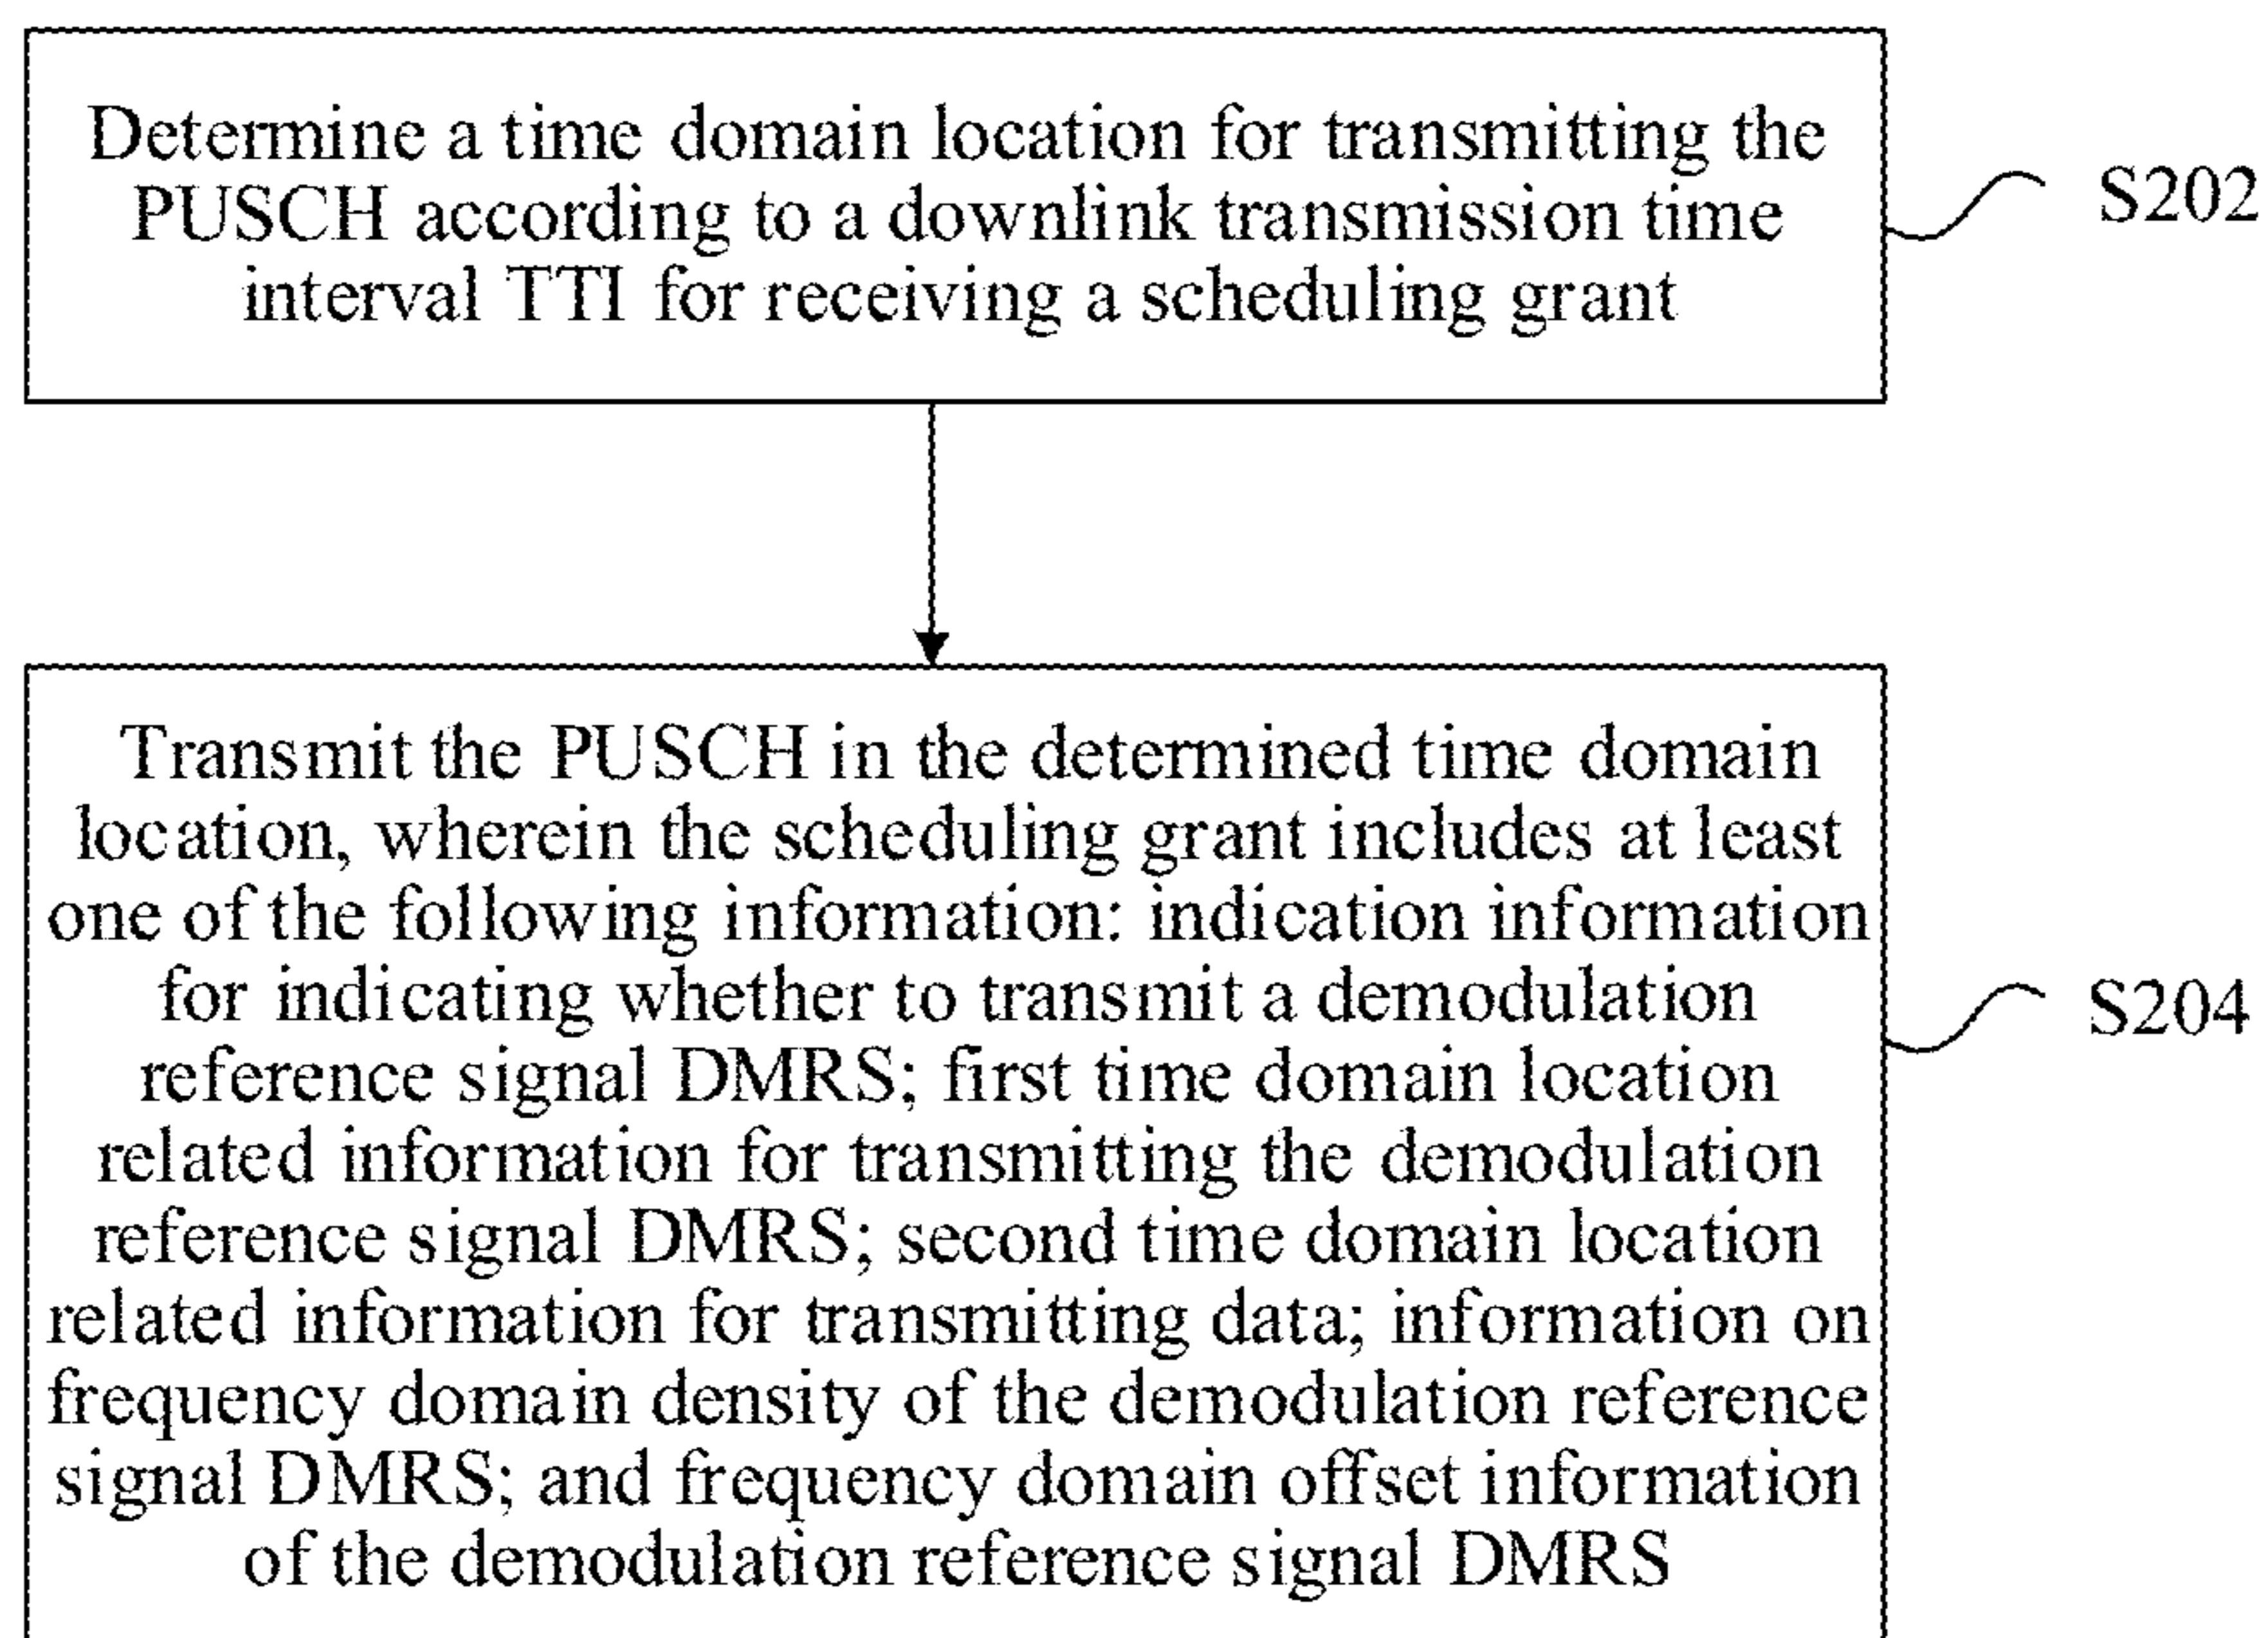 Determine a time domain location for transmitting the
PUSCH according to a downlink transmission time
interval TTI for receiving a scheduling grant
S202
Transmit the PUSCH in the determined time domain
location, wherein the scheduling grant includes at least
one of the following information: indication information
for indicating whether to transmit a demodulation
reference signal DMRS; first time domain location
related information for transmitting the demodulation
reference signal DMRS; second time domain location
related information for transmitting data; information on
frequency domain density of the demodulation reference
signal DMRS; and frequency domain offset information
of the demodulation reference signal DMRS
S204